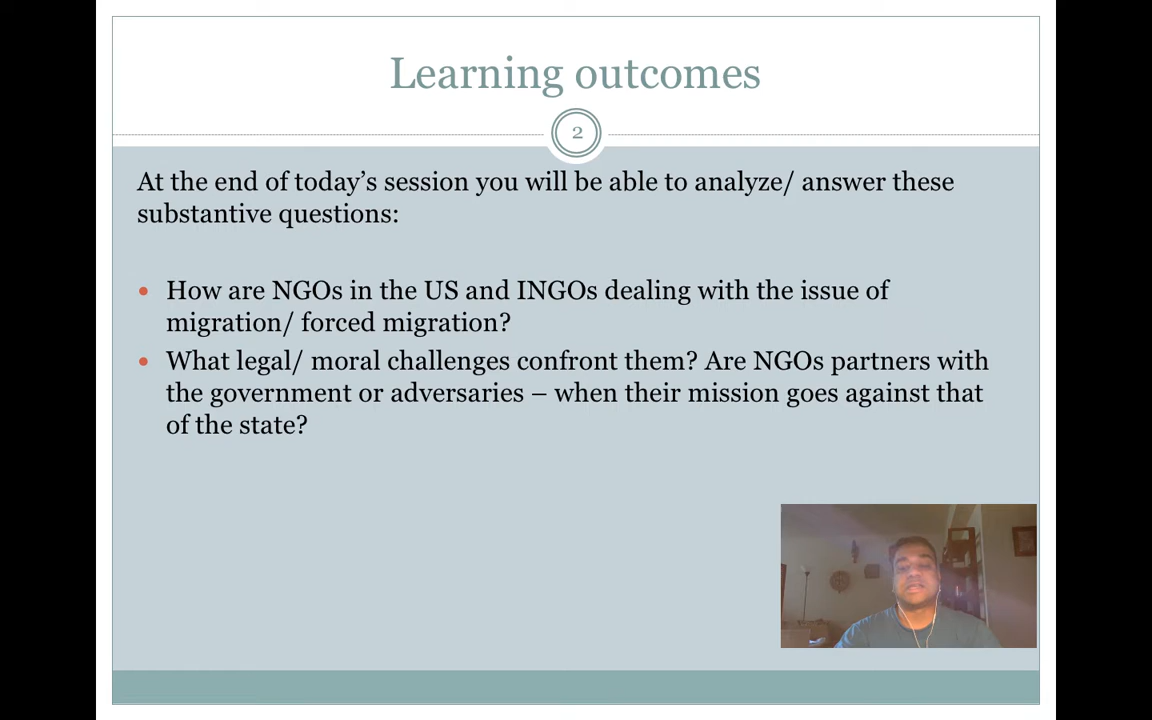 Learning outcomes
2
At the end of today’s session you will be able to analyze/ answer these
substantive questions:
• How are NGOs in the US and INGOs dealing with the issue of
migration/ forced migration?
• What legal/ moral challenges confront them? Are NGOs partners with
the government or adversaries – when their mission goes against that
of the state?